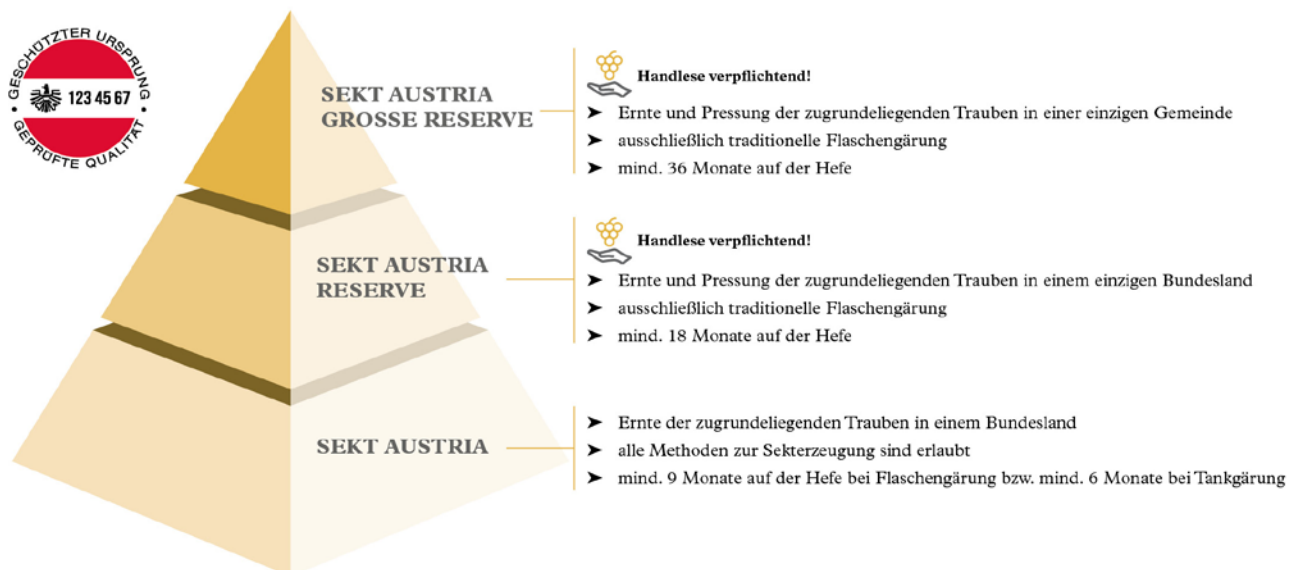 GESCHÜTZTER URSPRUNG
123 45 67
GEPRÜFTE QUALITÄT
SEKT AUSTRIA
GROSSE RESERVE
Handlese verpflichtend!
➤ Ernte und Pressung der zugrundeliegenden Trauben in einer einzigen Gemeinde
➤ ausschließlich traditionelle Flaschengärung
➤ mind. 36 Monate auf der Hefe
SEKT AUSTRIA
RESERVE
Handlese verpflichtend!
➤ Ernte und Pressung der zugrundeliegenden Trauben in einem einzigen Bundesland
➤ ausschließlich traditionelle Flaschengärung
➤ mind. 18 Monate auf der Hefe
SEKT AUSTRIA
➤ Ernte der zugrundeliegenden Trauben in einem Bundesland
➤ alle Methoden zur Sekterzeugung sind erlaubt
➤ mind. 9 Monate auf der Hefe bei Flaschengärung bzw. mind. 6 Monate bei Tankgärung